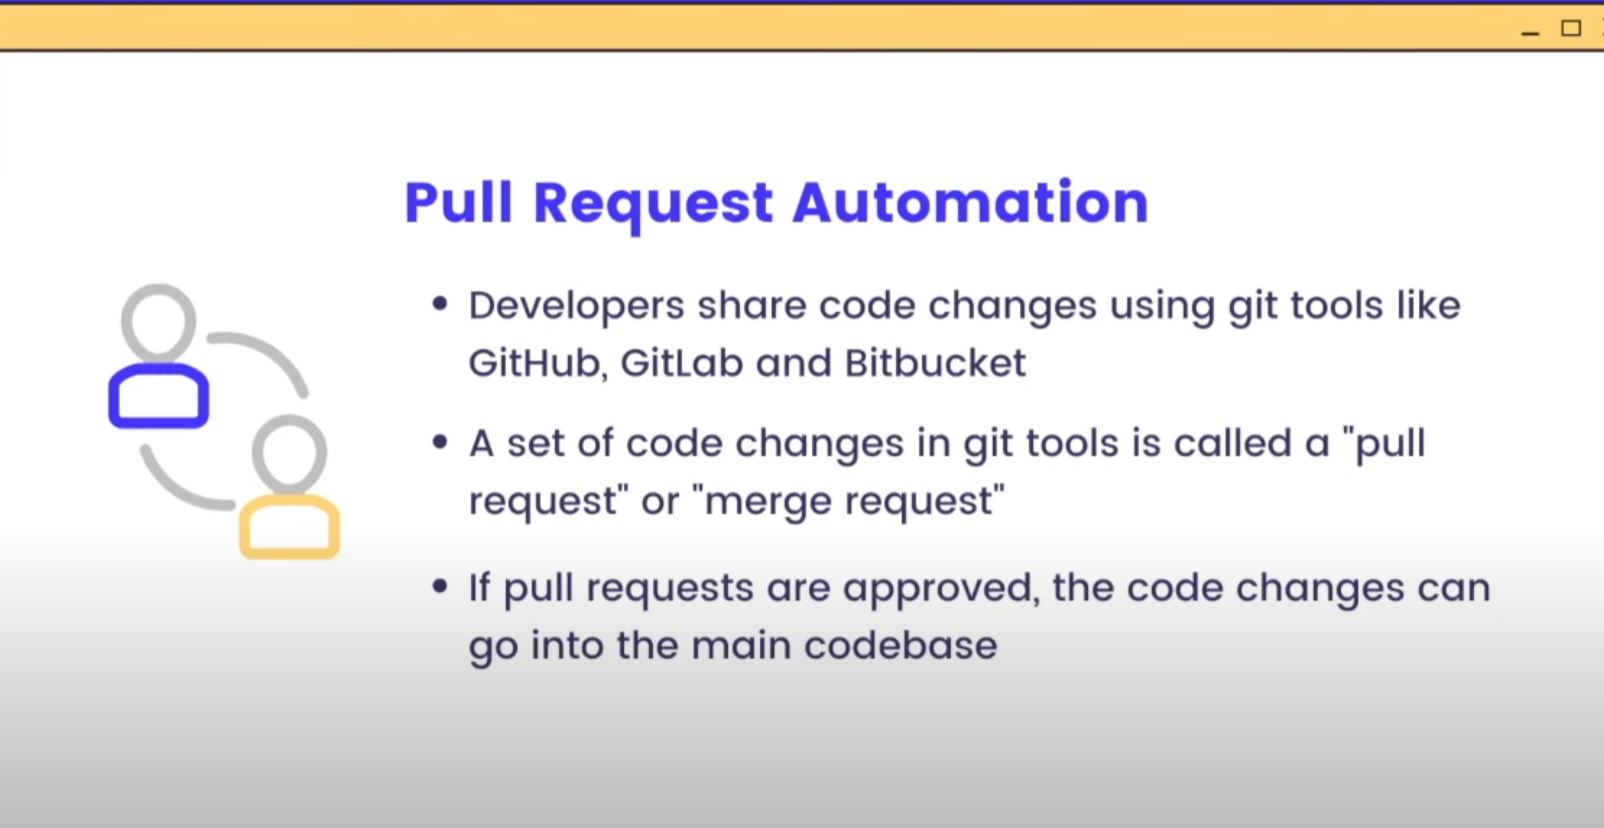 Pull Request Automation
• Developers share code changes using git tools like
GitHub, GitLab and Bitbucket
• A set of code changes in git tools is called a "pull
request" or "merge request"
• If pull requests are approved, the code changes can
go into the main codebase